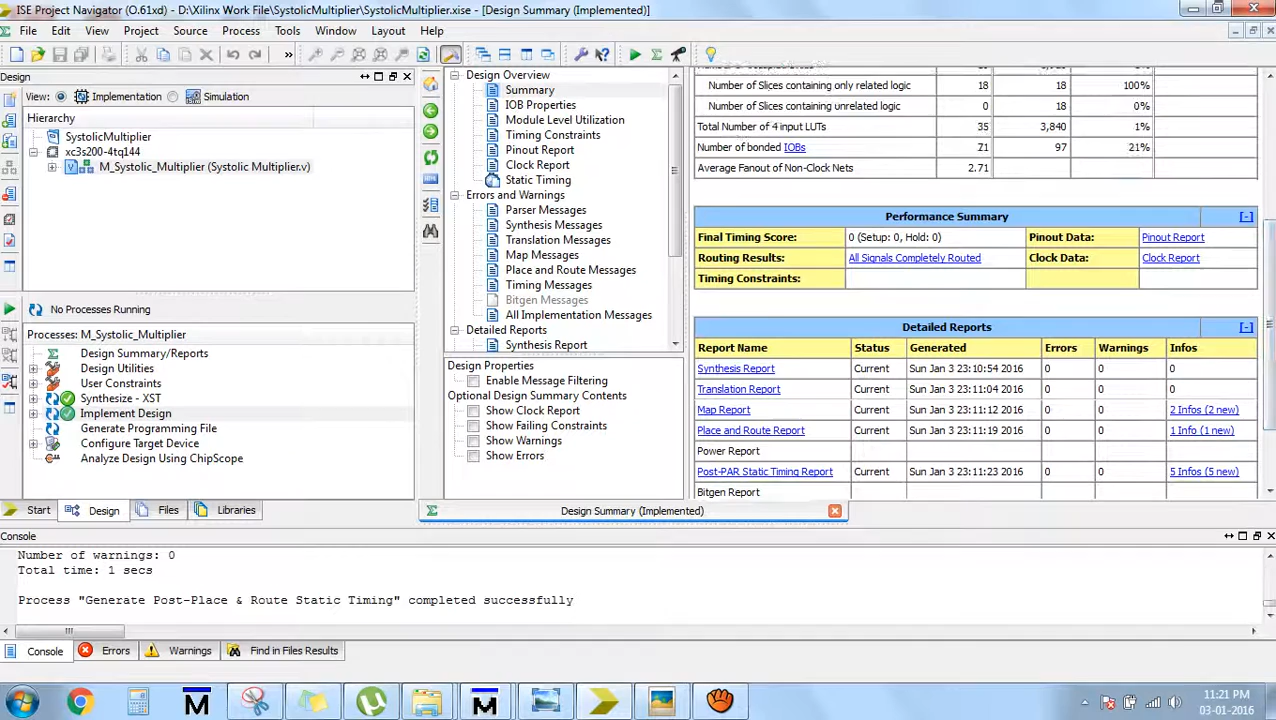 ISE Project Navigator (O.61xd) - D:\Xilinx Work File\SystolicMultiplier\SystolicMultiplier.xise - [Design Summary (Implemented)]
File Edit View Project Source Process Tools Window Layout Help
Design
View: Implementation Simulation
Hierarchy
SystolicMultiplier
xc3s200-4tq144
M_Systolic_Multiplier (Systolic Multiplier.v)
No Processes Running
Processes: M_Systolic_Multiplier
Design Summary/Reports
Design Utilities
User Constraints
Synthesize - XST
Implement Design
Generate Programming File
Configure Target Device
Analyze Design Using ChipScope
Start Design Files Libraries
Design Overview
Summary
IOB Properties
Module Level Utilization
Timing Constraints
Pinout Report
Clock Report
Static Timing
Errors and Warnings
Parser Messages
Synthesis Messages
Translation Messages
Map Messages
Place and Route Messages
Timing Messages
Bitgen Messages
All Implementation Messages
Detailed Reports
Synthesis Report
Design Properties
Enable Message Filtering
Optional Design Summary Contents
Show Clock Report
Show Failing Constraints
Show Warnings
Show Errors
Number of Slices containing only related logic 18 18 100%
Number of Slices containing unrelated logic 0 18 0%
Total Number of 4 input LUTs 35 3,840 1%
Number of bonded IOBs 21 97 21%
Average Fanout of Non-Clock Nets 2.71
Performance Summary [-]
Final Timing Score: 0 (Setup: 0, Hold: 0) Pinout Data: Pinout Report
Routing Results: All Signals Completely Routed Clock Data: Clock Report
Timing Constraints:
Detailed Reports [-]
Report Name Status Generated Errors Warnings Infos
Synthesis Report Current Sun Jan 3 23:10:54 2016 0 0 0
Translation Report Current Sun Jan 3 23:11:04 2016 0 0 0
Map Report Current Sun Jan 3 23:11:12 2016 0 0 2 Infos (2 new)
Place and Route Report Current Sun Jan 3 23:11:19 2016 0 0 1 Info (1 new)
Power Report
Post-PAR Static Timing Report Current Sun Jan 3 23:11:23 2016 0 0 5 Infos (5 new)
Bitgen Report
Design Summary (Implemented)
Console
Number of warnings: 0
Total time: 1 secs
Process "Generate Post-Place & Route Static Timing" completed successfully
Console Errors Warnings Find in Files Results
11:21 PM
03-01-2016